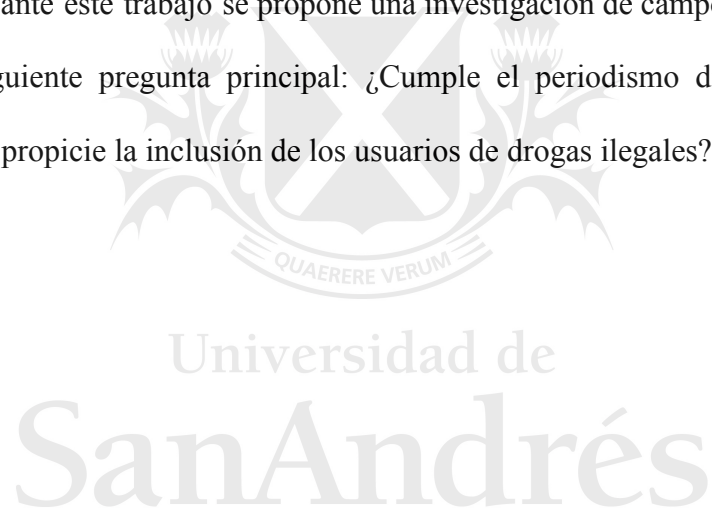 ante este trabajo se propone una investigación de campo
guiente pregunta principal: ¿Cumple el periodismo d
propicie la inclusión de los usuarios de drogas ilegales?
QUAERERE VERUM
Universidad de
SanAndrés